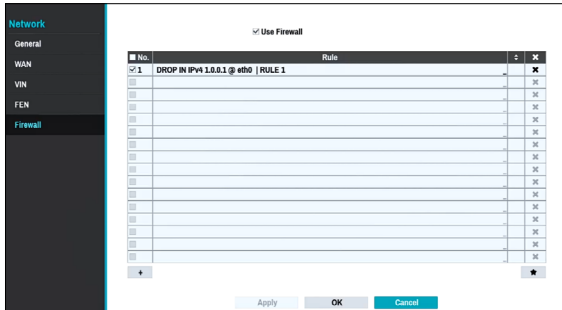 Network
General
WAN
VIN
FEN
Firewall
Use Firewall
No. Rule
1 DROP IN IPv4 1.0.0.1 @ eth0 | RULE 1
Apply OK Cancel